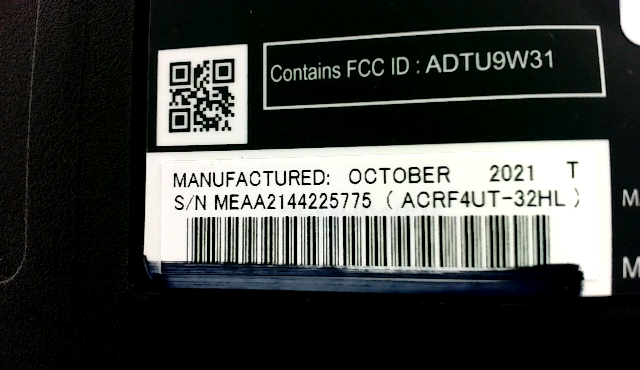 Contains FCC ID : ADTU9W31
MANUFACTURED: OCTOBER 2021 T
S/N MEAA2144225775 ( ACRF4UT-32HL )